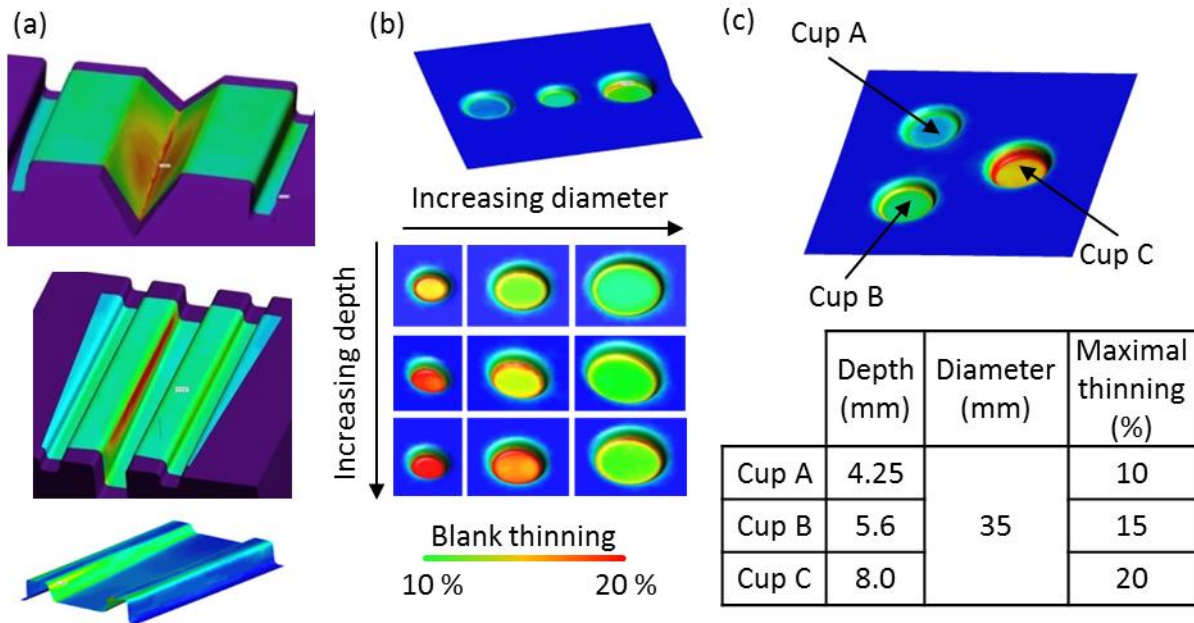 (a)
(b)
Increasing diameter
Increasing depth
Blank thinning
10 %
20 %
(c)
Cup A
Cup B
Cup C
Depth (mm)
Diameter (mm)
Maximal thinning (%)
Cup A 4.25 35 10
Cup B 5.6 15
Cup C 8.0 20